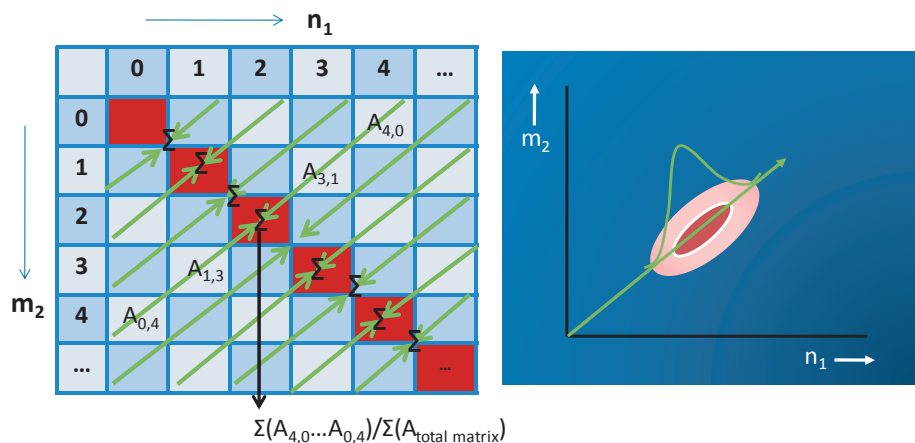 n₁
0 1 2 3 4 ...
0 A₄,₀
Σ
1 Σ A₃,₁
Σ
2 Σ
3 A₁,₃ Σ
Σ
m₂
4 A₀,₄ Σ
Σ
... ...
Σ(A₄,₀...A₀,₄)/Σ(A total matrix)
m₂
n₁